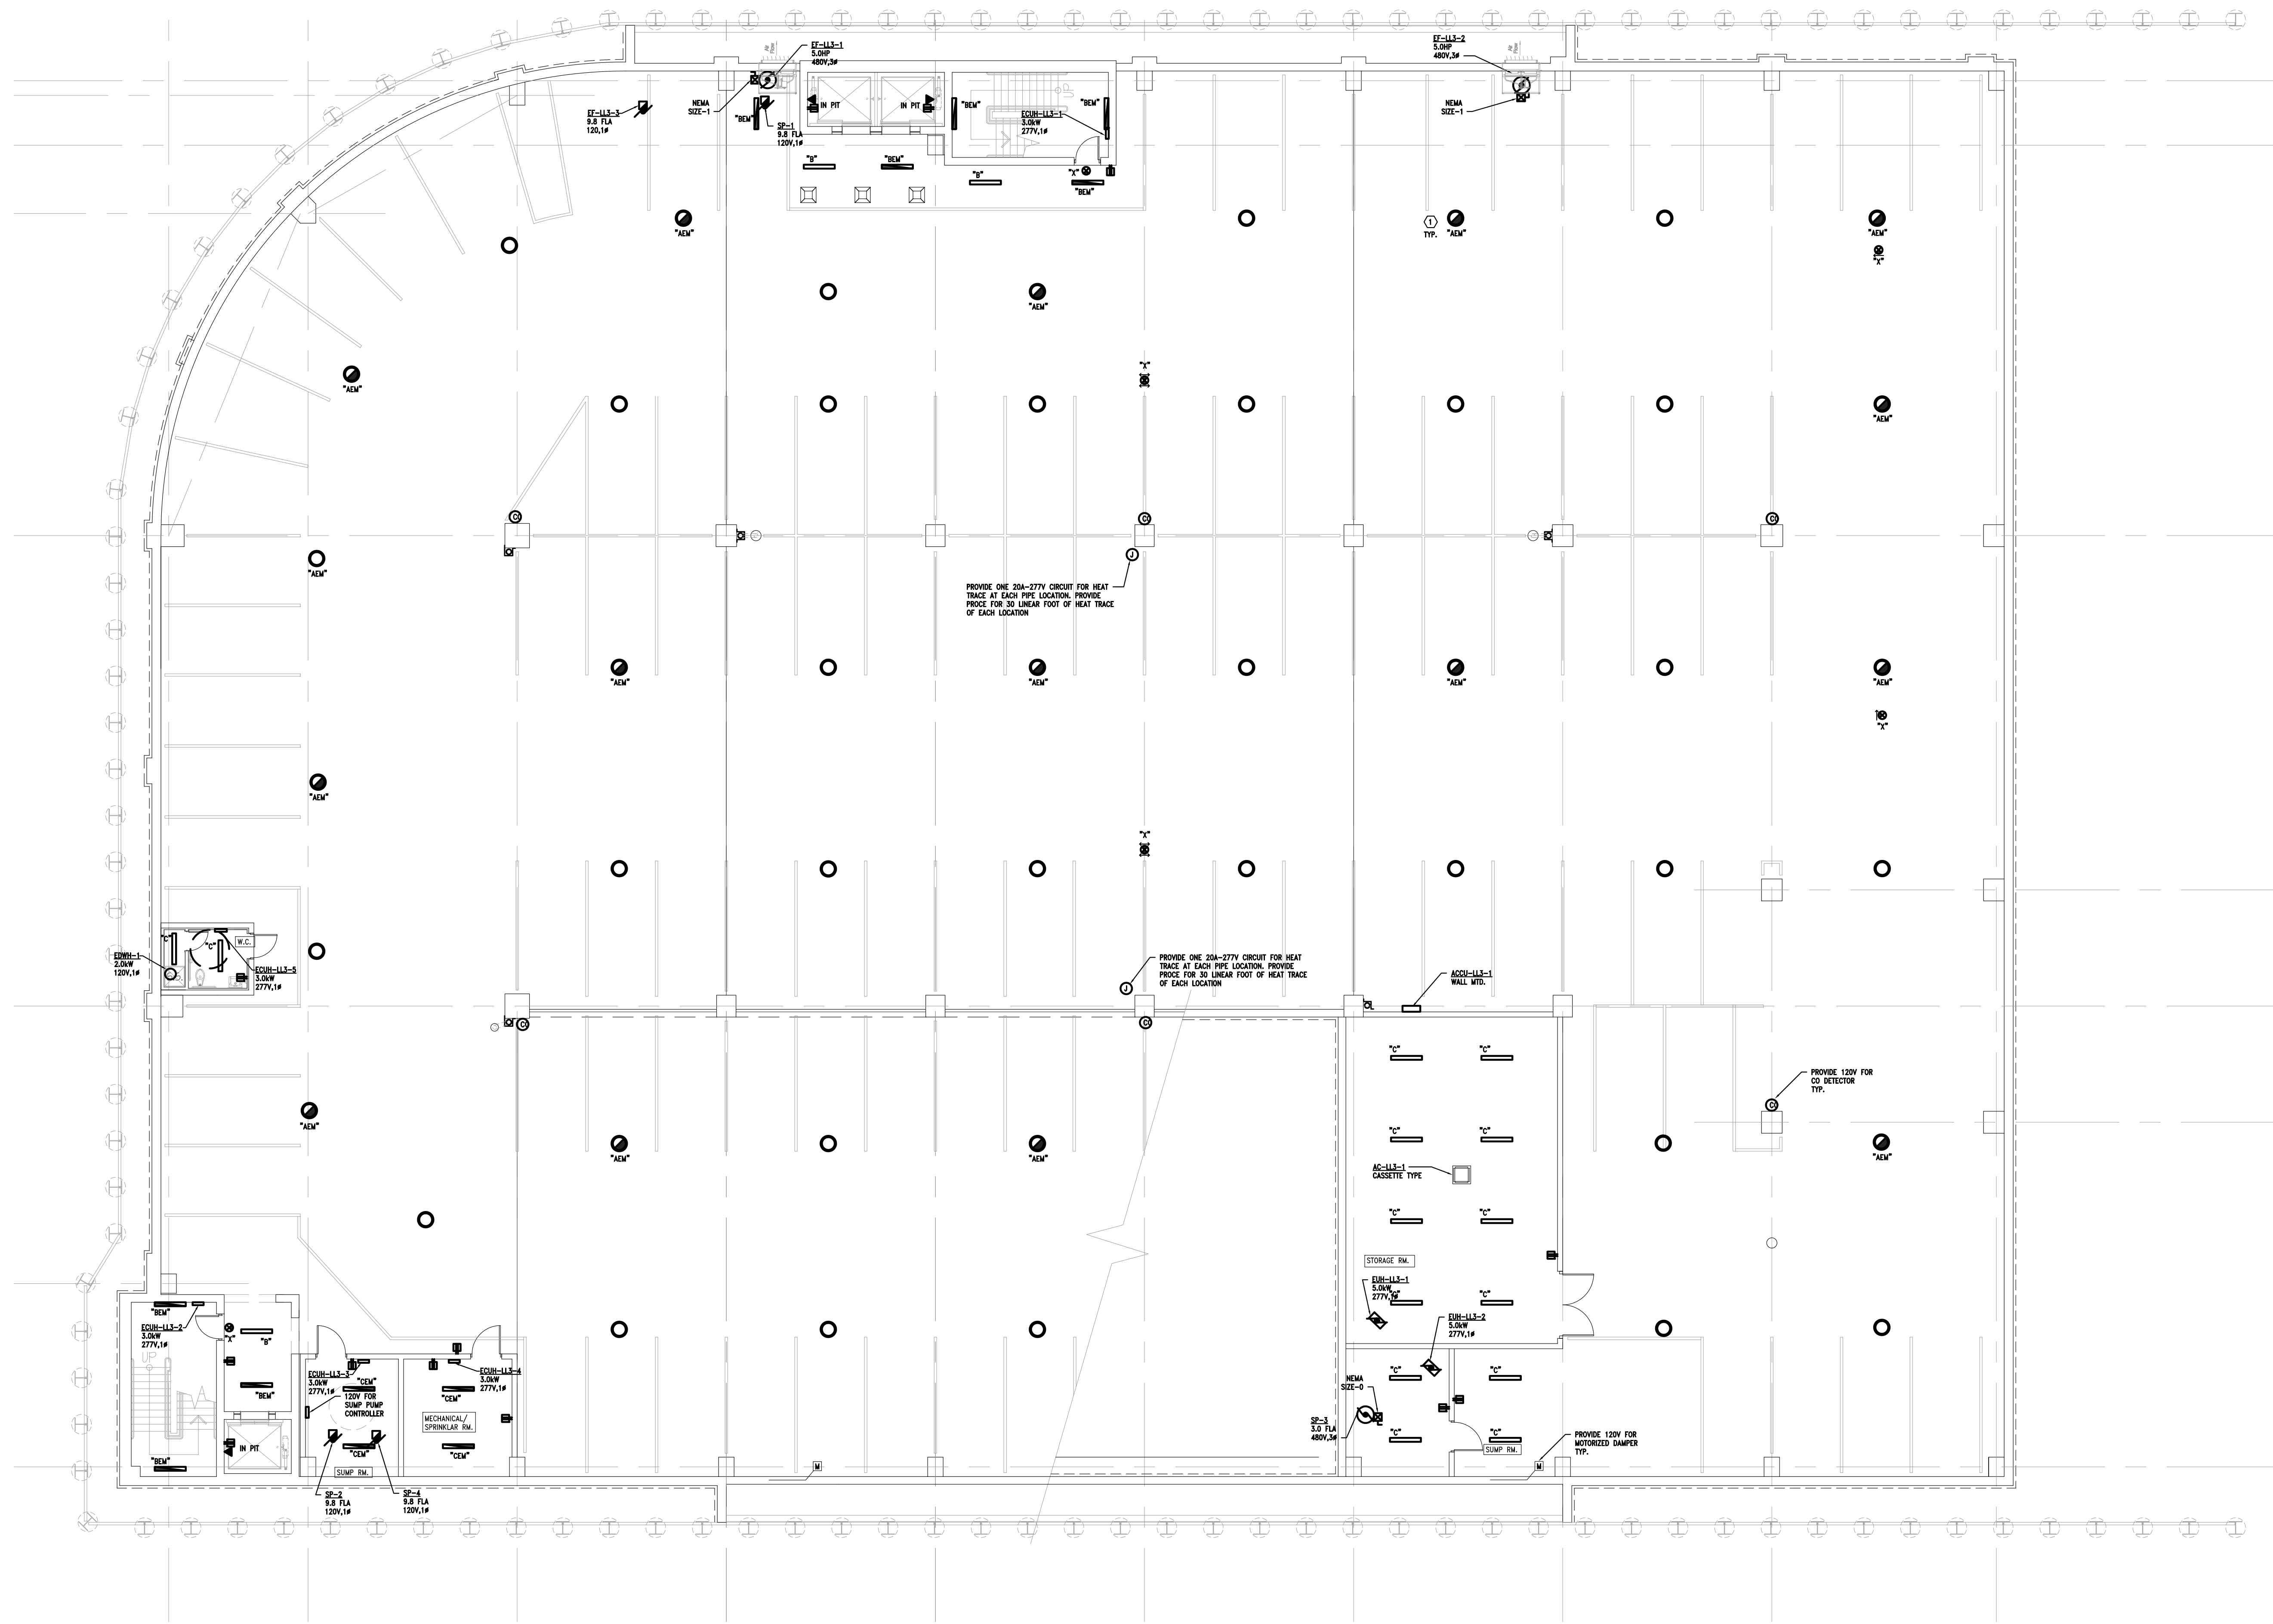 Air
Flow
EF-LL3-1
5.0HP
480V,3ø
EF-LL3-2
5.0HP
480V,3ø
Air
Flow
NEMA
SIZE-1
EF-LL3-3
9.8 FLA
120,1ø
"BEM"
SP-1
9.8 FLA
120V,1ø
IN PIT
IN PIT
"BEM"
"BEM"
ECUH-LL3-1
3.0kW
277V,1ø
NEMA
SIZE-1
"B"
"BEM"
"B"
"X"
"BEM"
"AEM"
1
TYP.
"AEM"
"AEM"
"X"
"AEM"
"X"
"AEM"
"AEM"
"AEM"
J
PROVIDE ONE 20A-277V CIRCUIT FOR HEAT
TRACE AT EACH PIPE LOCATION. PROVIDE
PROCE FOR 30 LINEAR FOOT OF HEAT TRACE
OF EACH LOCATION
"AEM"
"AEM"
"AEM"
"AEM"
"AEM"
"X"
"AEM"
"X"
"C"
"C"
W.C.
EDWH-1
2.0kW
120V,1ø
ECUH-LL3-5
3.0kW
277V,1ø
J
PROVIDE ONE 20A-277V CIRCUIT FOR HEAT
TRACE AT EACH PIPE LOCATION. PROVIDE
PROCE FOR 30 LINEAR FOOT OF HEAT TRACE
OF EACH LOCATION
ACCU-LL3-1
WALL MTD.
"C"
"C"
PROVIDE 120V FOR
CO DETECTOR
TYP.
"AEM"
"C"
"C"
"AEM"
"AEM"
"AEM"
AC-LL3-1
CASSETTE TYPE
"C"
"C"
STORAGE RM.
EUH-LL3-1
5.0kW
277V,1ø
"C"
"C"
EUH-LL3-2
5.0kW
277V,1ø
"BEM"
ECUH-LL3-2
3.0kW
277V,1ø
"X"
"B"
UP
"BEM"
ECUH-LL3-3
3.0kW
277V,1ø
"CEM"
120V FOR
SUMP PUMP
CONTROLLER
ECUH-LL3-4
3.0kW
277V,1ø
"CEM"
MECHANICAL/
SPRINKLAR RM.
IN PIT
"BEM"
"CEM"
"CEM"
SUMP RM.
SP-2
9.8 FLA
120V,1ø
SP-4
9.8 FLA
120V,1ø
M
"C"
"C"
NEMA
SIZE-0
SP-3
3.0 FLA
480V,3ø
"C"
"C"
SUMP RM.
PROVIDE 120V FOR
MOTORIZED DAMPER
TYP.
M